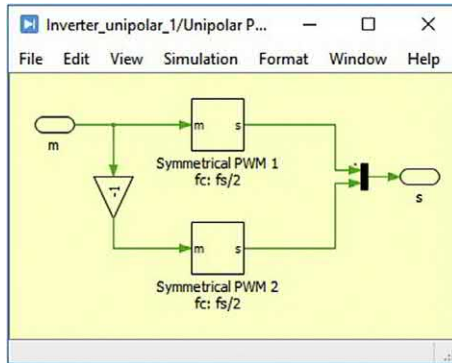 Inverter_unipolar_1/Unipolar P...
File Edit View Simulation Format Window Help
m
m s
Symmetrical PWM 1
fc: fs/2
-1
s
m s
Symmetrical PWM 2
fc: fs/2